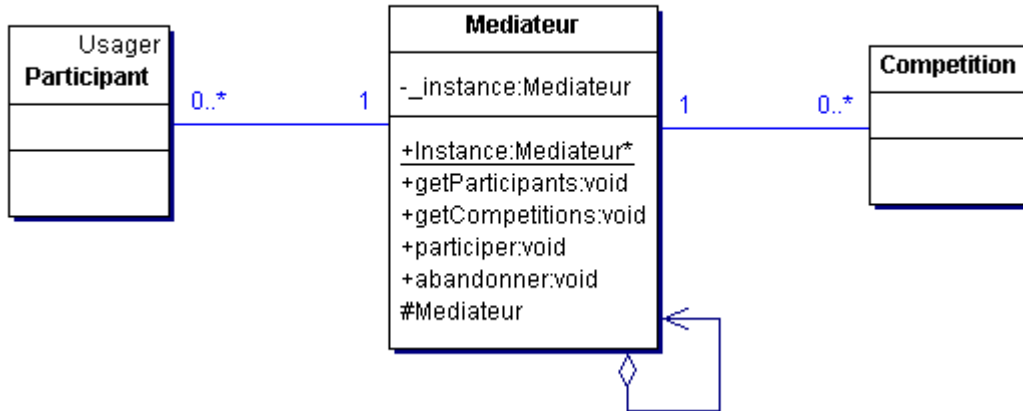 Usager
Participant
0..*
1
Mediateur
-_instance:Mediateur
+Instance:Mediateur*
+getParticipants:void
+getCompetitions:void
+participer:void
+abandonner:void
#Mediateur
1
0..*
Competition